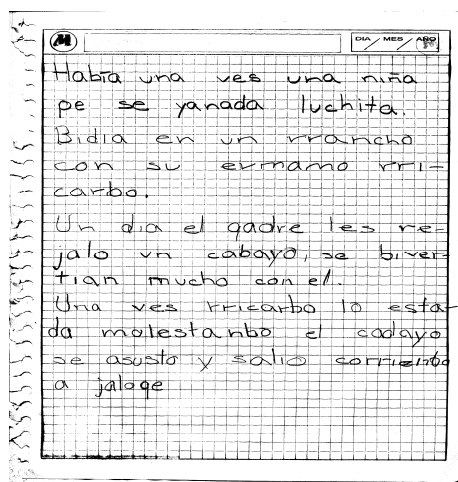 M DIA MES AÑO
Había una ves una niña
pe se yanada luchita.
Bidia en un rrancho
con su ermamo rri-
carbo.
Un dia el qadre les re-
jalo un cabayo, se biver-
tian mucho con el.
Una ves rricarbo lo esta-
da molestanbo el cadayo
se asusto y salio corrienbo
a jaloqe